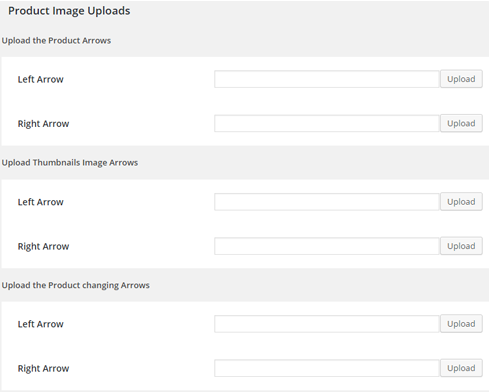 Product Image Uploads
Upload the Product Arrows
Left Arrow Upload
Right Arrow Upload
Upload Thumbnails Image Arrows
Left Arrow Upload
Right Arrow Upload
Upload the Product changing Arrows
Left Arrow Upload
Right Arrow Upload